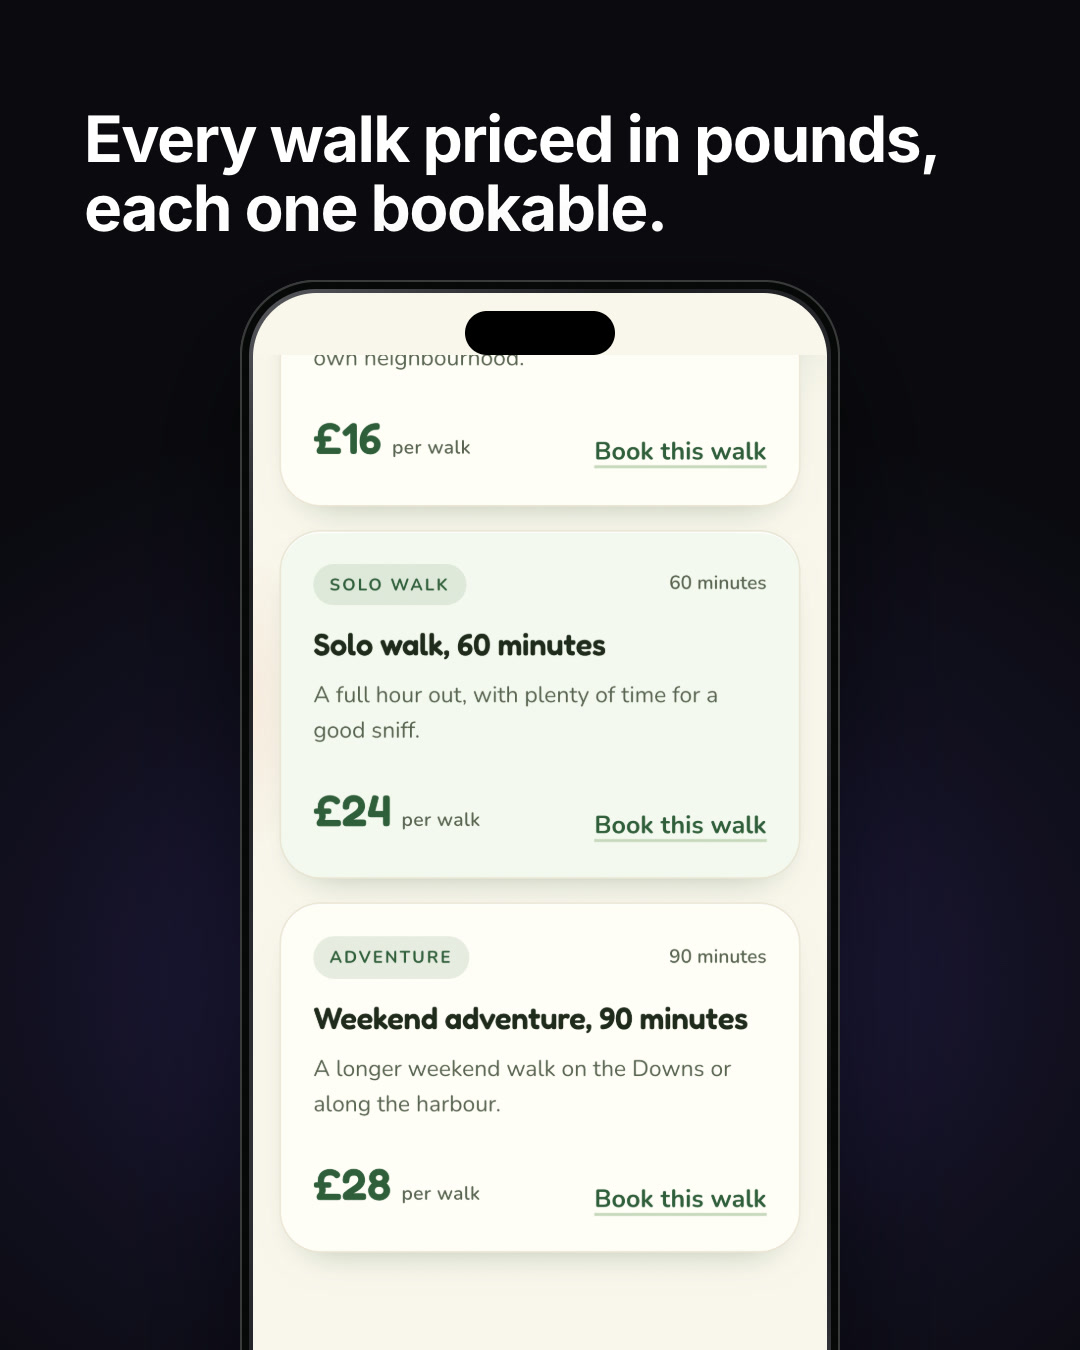 Every walk priced in pounds,
each one bookable.
own neighbourhood.
£16 per walk
Book this walk
SOLO WALK
60 minutes
Solo walk, 60 minutes
A full hour out, with plenty of time for a
good sniff.
£24 per walk
Book this walk
ADVENTURE
90 minutes
Weekend adventure, 90 minutes
A longer weekend walk on the Downs or
along the harbour.
£28 per walk
Book this walk